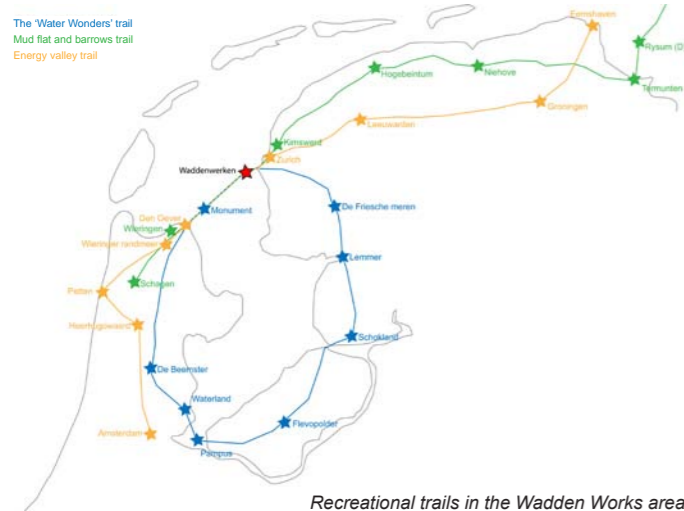 The 'Water Wonders' trail
Mud flat and barrows trail
Energy valley trail
Eemshaven
Rysum (D
Hogebeintum
Niehove
Termunten
Groningen
Leeuwarden
Kimswerd
Zurich
Waddenwerken
De Friesche meren
Monument
Den Oever
Wieringen
Wieringer randmeer
Lemmer
Schagen
Petten
Heerhugowaard
Schokland
De Beemster
Waterland
Flevopolder
Amsterdam
Pampus
Recreational trails in the Wadden Works area